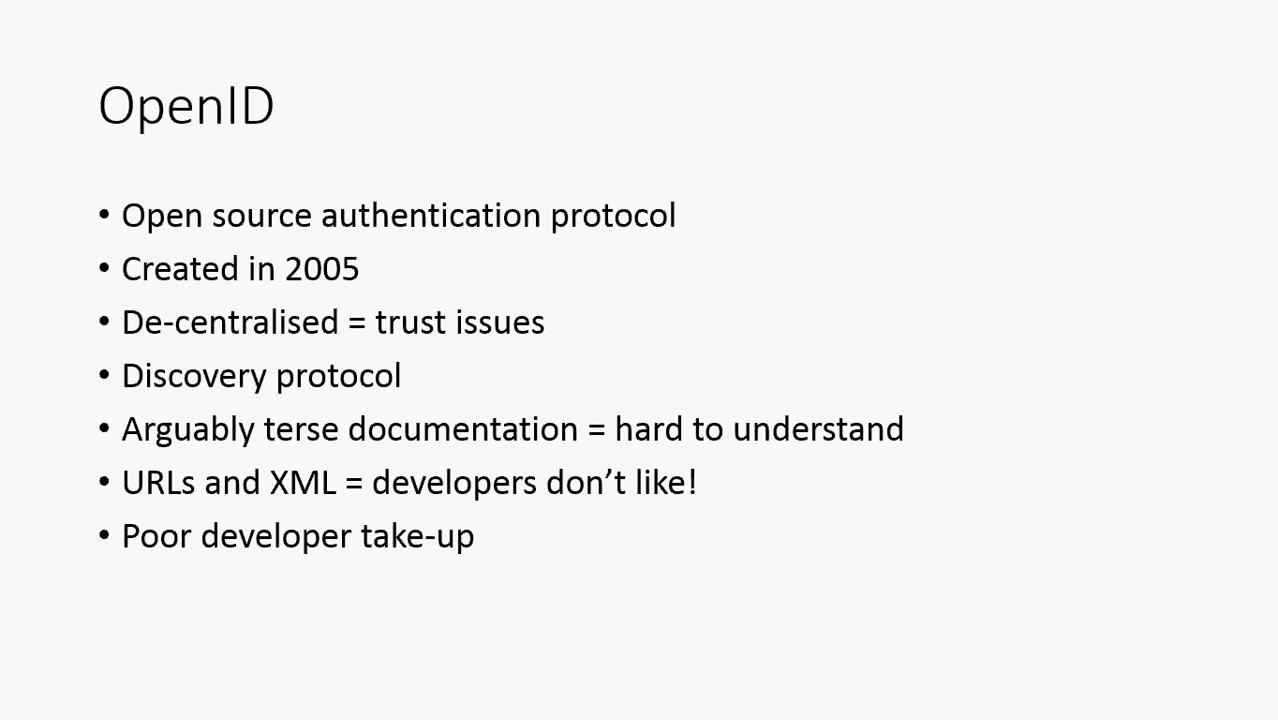 OpenID
• Open source authentication protocol
• Created in 2005
• De-centralised = trust issues
• Discovery protocol
• Arguably terse documentation = hard to understand
• URLs and XML = developers don’t like!
• Poor developer take-up